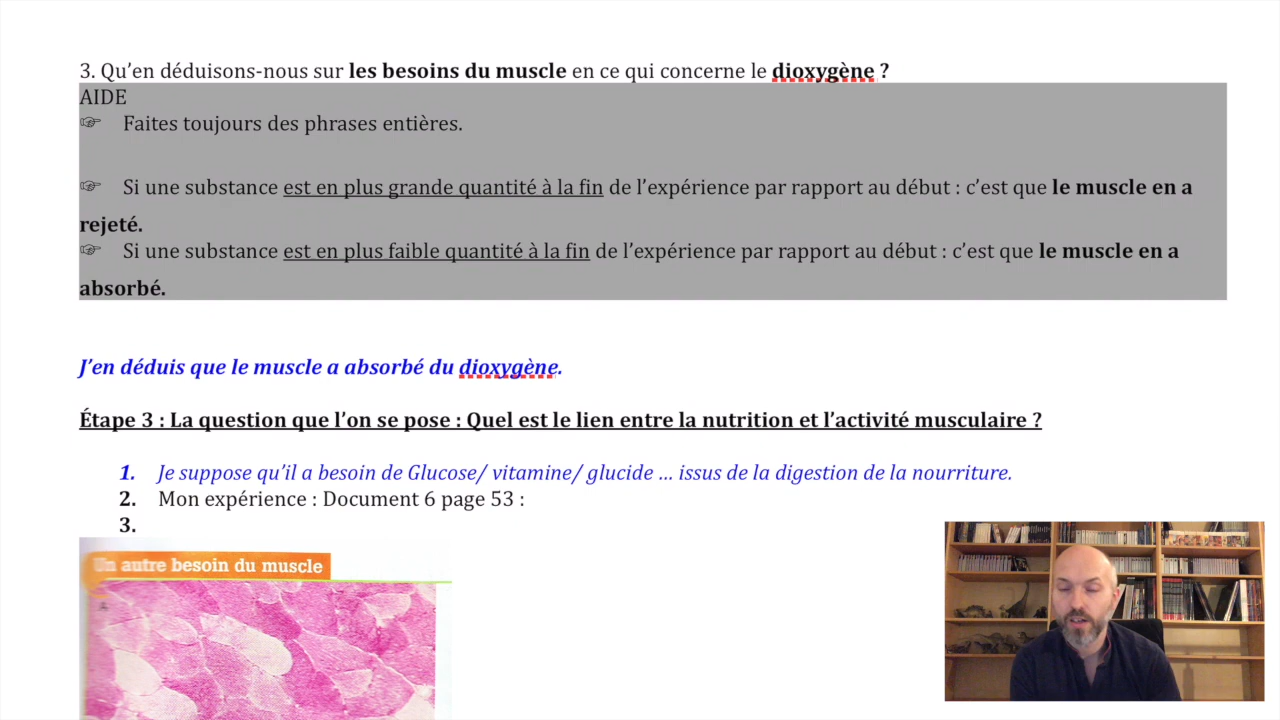 3. Qu’en déduisons-nous sur les besoins du muscle en ce qui concerne le dioxygène ?
AIDE
☞ Faites toujours des phrases entières.
☞ Si une substance est en plus grande quantité à la fin de l’expérience par rapport au début : c’est que le muscle en a
rejeté.
☞ Si une substance est en plus faible quantité à la fin de l’expérience par rapport au début : c’est que le muscle en a
absorbé.
J’en déduis que le muscle a absorbé du dioxygène.
Étape 3 : La question que l’on se pose : Quel est le lien entre la nutrition et l’activité musculaire ?
1. Je suppose qu’il a besoin de Glucose/ vitamine/ glucide … issus de la digestion de la nourriture.
2. Mon expérience : Document 6 page 53 :
3.
Un autre besoin du muscle